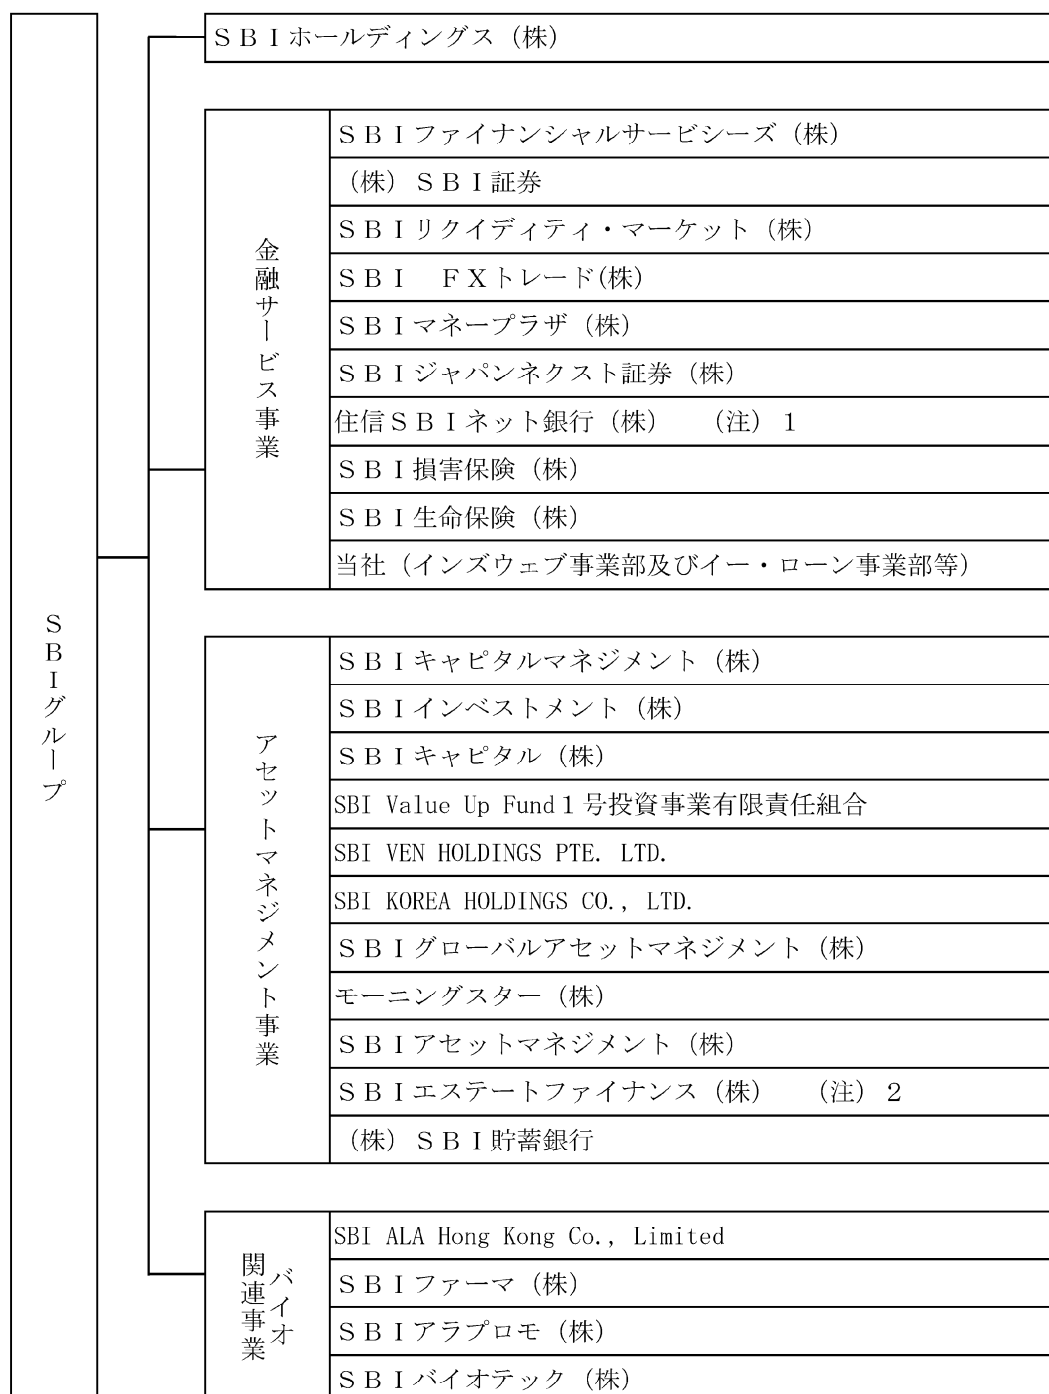 SBIグループ
ＳＢＩホールディングス（株）
金融サービス事業
ＳＢＩファイナンシャルサービシーズ（株）
（株）ＳＢＩ証券
ＳＢＩリクイディティ・マーケット（株）
ＳＢＩ　ＦＸトレード(株)
ＳＢＩマネープラザ（株）
ＳＢＩジャパンネクスト証券（株）
住信ＳＢＩネット銀行（株）　（注）１
ＳＢＩ損害保険（株）
ＳＢＩ生命保険（株）
当社（インズウェブ事業部及びイー・ローン事業部等）
アセットマネジメント事業
ＳＢＩキャピタルマネジメント（株）
ＳＢＩインベストメント（株）
ＳＢＩキャピタル（株）
SBI Value Up Fund１号投資事業有限責任組合
SBI VEN HOLDINGS PTE. LTD.
SBI KOREA HOLDINGS CO., LTD.
ＳＢＩグローバルアセットマネジメント（株）
モーニングスター（株）
ＳＢＩアセットマネジメント（株）
ＳＢＩエステートファイナンス（株）　（注）２
（株）ＳＢＩ貯蓄銀行
バイオ
関連事業
SBI ALA Hong Kong Co., Limited
ＳＢＩファーマ（株）
ＳＢＩアラプロモ（株）
ＳＢＩバイオテック（株）